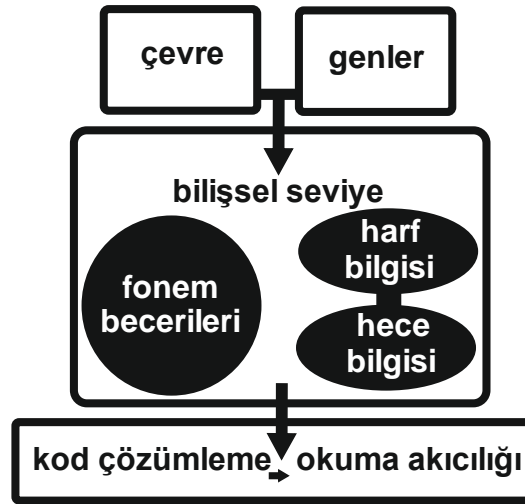 çevre
genler
bilişsel seviye
fonem
becerileri
harf
bilgisi
hece
bilgisi
kod çözümleme okuma akıcılığı